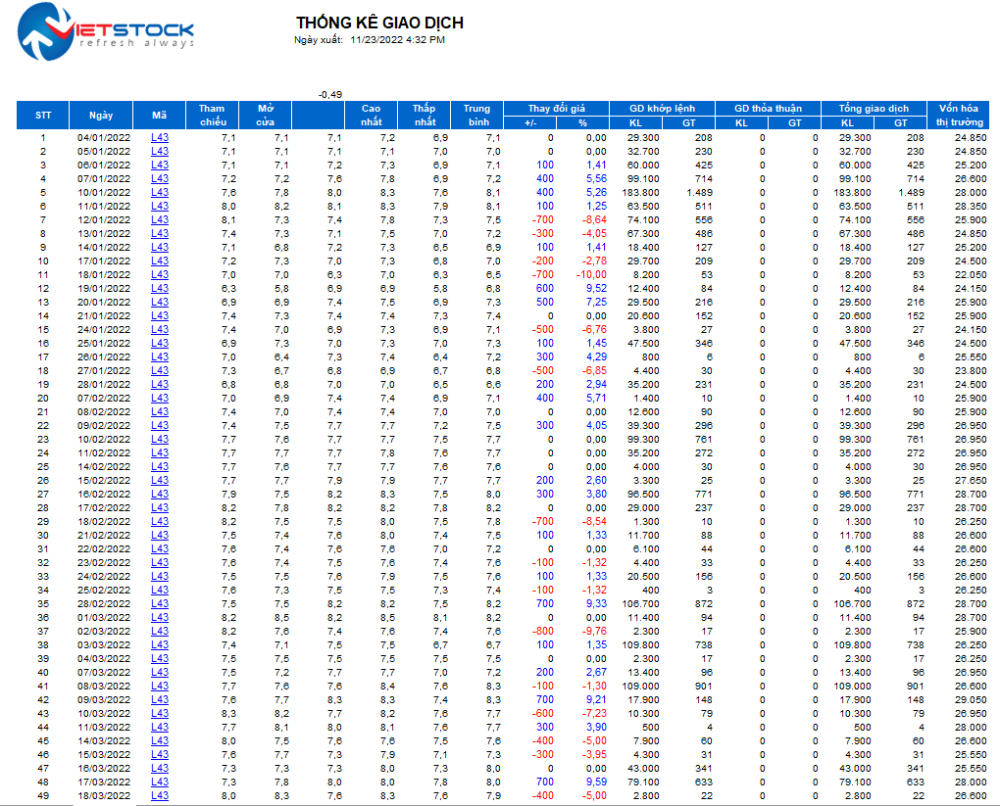 VIETSTOCK
refresh always
THỐNG KÊ GIAO DỊCH
Ngày xuất: 11/23/2022 4:32 PM
-0,49
STT Ngày Mã Tham chiếu Mở cửa Cao nhất Thấp nhất Trung bình Thay đổi giá GD khớp lệnh GD thỏa thuận Tổng giao dịch Vốn hóa thị trường
+/- % KL GT KL GT KL GT
1 04/01/2022 L43 7,1 7,1 7,1 7,2 6,9 7,1 0 0,00 29.300 208 0 0 29.300 208 24.850
2 05/01/2022 L43 7,1 7,1 7,1 7,1 7,0 7,0 0 0,00 32.700 230 0 0 32.700 230 24.850
3 06/01/2022 L43 7,1 7,1 7,2 7,3 6,9 7,1 100 1,41 60.000 425 0 0 60.000 425 25.200
4 07/01/2022 L43 7,2 7,2 7,6 7,8 6,9 7,2 400 5,56 99.100 714 0 0 99.100 714 26.600
5 10/01/2022 L43 7,6 7,8 8,0 8,3 7,6 8,1 400 5,26 183.800 1.489 0 0 183.800 1.489 28.000
6 11/01/2022 L43 8,0 8,2 8,1 8,3 7,9 8,1 100 1,25 63.500 511 0 0 63.500 511 28.350
7 12/01/2022 L43 8,1 7,3 7,4 7,8 7,3 7,5 -700 -8,64 74.100 556 0 0 74.100 556 25.900
8 13/01/2022 L43 7,4 7,3 7,1 7,5 7,0 7,2 -300 -4,05 67.300 486 0 0 67.300 486 24.850
9 14/01/2022 L43 7,1 6,8 7,2 7,3 6,5 6,9 100 1,41 18.400 127 0 0 18.400 127 25.200
10 17/01/2022 L43 7,2 7,3 7,0 7,3 6,8 7,0 -200 -2,78 29.700 209 0 0 29.700 209 24.500
11 18/01/2022 L43 7,0 7,0 6,3 7,0 6,3 6,5 -700 -10,00 8.200 53 0 0 8.200 53 22.050
12 19/01/2022 L43 6,3 5,8 6,9 6,9 5,8 6,8 600 9,52 12.400 84 0 0 12.400 84 24.150
13 20/01/2022 L43 6,9 6,9 7,4 7,5 6,9 7,3 500 7,25 29.500 216 0 0 29.500 216 25.900
14 21/01/2022 L43 7,4 7,3 7,4 7,4 7,3 7,4 0 0,00 20.600 152 0 0 20.600 152 25.900
15 24/01/2022 L43 7,4 7,0 6,9 7,3 6,9 7,1 -500 -6,76 3.800 27 0 0 3.800 27 24.150
16 25/01/2022 L43 6,9 7,3 7,0 7,3 7,0 7,3 100 1,45 47.500 346 0 0 47.500 346 24.500
17 26/01/2022 L43 7,0 6,4 7,3 7,4 6,4 7,2 300 4,29 800 6 0 0 800 6 25.550
18 27/01/2022 L43 7,3 6,7 6,8 6,9 6,7 6,8 -500 -6,85 4.400 30 0 0 4.400 30 23.800
19 28/01/2022 L43 6,8 6,8 7,0 7,0 6,5 6,6 200 2,94 35.200 231 0 0 35.200 231 24.500
20 07/02/2022 L43 7,0 6,9 7,4 7,4 6,9 7,1 400 5,71 1.400 10 0 0 1.400 10 25.900
21 08/02/2022 L43 7,4 7,0 7,4 7,4 7,0 7,0 0 0,00 12.600 90 0 0 12.600 90 25.900
22 09/02/2022 L43 7,4 7,5 7,7 7,7 7,2 7,5 300 4,05 39.300 296 0 0 39.300 296 26.950
23 10/02/2022 L43 7,7 7,6 7,7 7,7 7,5 7,7 0 0,00 99.300 761 0 0 99.300 761 26.950
24 11/02/2022 L43 7,7 7,7 7,7 7,8 7,6 7,7 0 0,00 35.200 272 0 0 35.200 272 26.950
25 14/02/2022 L43 7,7 7,6 7,7 7,7 7,6 7,6 0 0,00 4.000 30 0 0 4.000 30 26.950
26 15/02/2022 L43 7,7 7,7 7,9 7,9 7,7 7,7 200 2,60 3.300 25 0 0 3.300 25 27.650
27 16/02/2022 L43 7,9 7,5 8,2 8,3 7,5 8,0 300 3,80 96.500 771 0 0 96.500 771 28.700
28 17/02/2022 L43 8,2 7,8 8,2 8,2 7,8 8,2 0 0,00 29.000 237 0 0 29.000 237 28.700
29 18/02/2022 L43 8,2 7,5 7,5 8,0 7,5 7,8 -700 -8,54 1.300 10 0 0 1.300 10 26.250
30 21/02/2022 L43 7,5 7,4 7,6 8,0 7,4 7,5 100 1,33 11.700 88 0 0 11.700 88 26.600
31 22/02/2022 L43 7,6 7,4 7,6 7,6 7,0 7,2 0 0,00 6.100 44 0 0 6.100 44 26.600
32 23/02/2022 L43 7,6 7,4 7,5 7,6 7,4 7,6 -100 -1,32 4.400 33 0 0 4.400 33 26.250
33 24/02/2022 L43 7,5 7,5 7,6 7,9 7,5 7,6 100 1,33 20.500 156 0 0 20.500 156 26.600
34 25/02/2022 L43 7,6 7,3 7,5 7,5 7,3 7,4 -100 -1,32 400 3 0 0 400 3 26.250
35 28/02/2022 L43 7,5 7,5 8,2 8,2 7,5 8,2 700 9,33 106.700 872 0 0 106.700 872 28.700
36 01/03/2022 L43 8,2 8,5 8,2 8,5 8,1 8,2 0 0,00 11.400 94 0 0 11.400 94 28.700
37 02/03/2022 L43 8,2 7,6 7,4 7,6 7,4 7,6 -800 -9,76 2.300 17 0 0 2.300 17 25.900
38 03/03/2022 L43 7,4 7,1 7,5 7,5 6,7 6,7 100 1,35 109.800 738 0 0 109.800 738 26.250
39 04/03/2022 L43 7,5 7,5 7,5 7,5 7,5 7,5 0 0,00 2.300 17 0 0 2.300 17 26.250
40 07/03/2022 L43 7,5 7,2 7,7 7,7 7,0 7,2 200 2,67 13.400 96 0 0 13.400 96 26.950
41 08/03/2022 L43 7,7 7,6 7,6 8,4 7,6 8,3 -100 -1,30 109.000 901 0 0 109.000 901 26.600
42 09/03/2022 L43 7,6 7,7 8,3 8,3 7,4 8,3 700 9,21 17.900 148 0 0 17.900 148 29.050
43 10/03/2022 L43 8,3 8,2 7,7 8,2 7,6 7,7 -600 -7,23 10.300 79 0 0 10.300 79 26.950
44 11/03/2022 L43 7,7 8,1 8,0 8,1 7,6 7,7 300 3,90 500 4 0 0 500 4 28.000
45 14/03/2022 L43 8,0 7,5 7,6 7,6 7,5 7,6 -400 -5,00 7.900 60 0 0 7.900 60 26.600
46 15/03/2022 L43 7,6 7,7 7,3 7,9 7,1 7,3 -300 -3,95 4.300 31 0 0 4.300 31 25.550
47 16/03/2022 L43 7,3 7,3 7,3 8,0 7,3 8,0 0 0,00 43.000 341 0 0 43.000 341 25.550
48 17/03/2022 L43 7,3 7,8 8,0 8,0 7,8 8,0 700 9,59 79.100 633 0 0 79.100 633 28.000
49 18/03/2022 L43 8,0 8,3 7,6 8,3 7,6 7,9 -400 -5,00 2.800 22 0 0 2.800 22 26.600